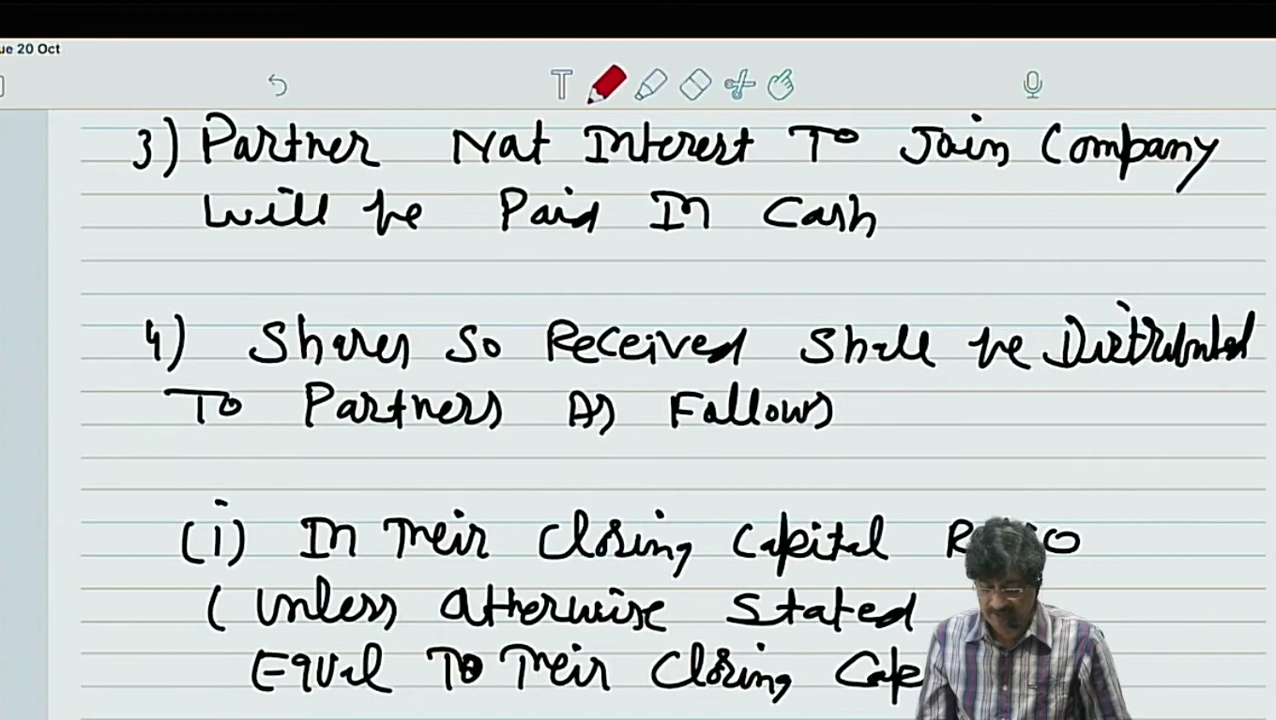 ue 20 Oct
T
3) Partner Not Interest To Join Company
Will be Paid In Cash
4) Shares So Received Shall be Distributed
To Partners As Follows
(i) In Their Closing Capital
(Unless Otherwise Stated
Equal To Their Closing